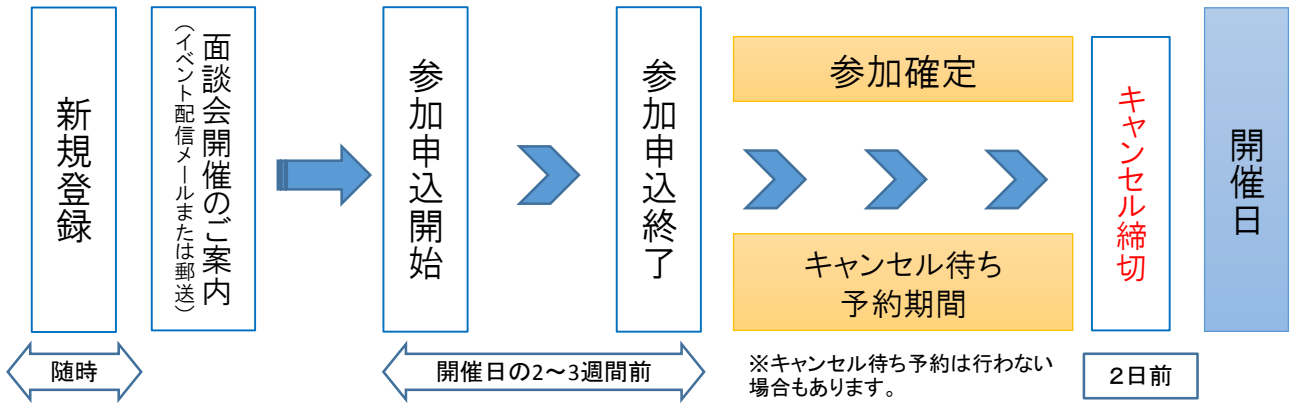 新規登録
面談会開催のご案内
（イベント配信メールまたは郵送）
参加申込開始
参加申込終了
参加確定
キャンセル待ち
予約期間
キャンセル締切
開催日
随時
開催日の2～3週間前
※キャンセル待ち予約は行わない
場合もあります。
２日前